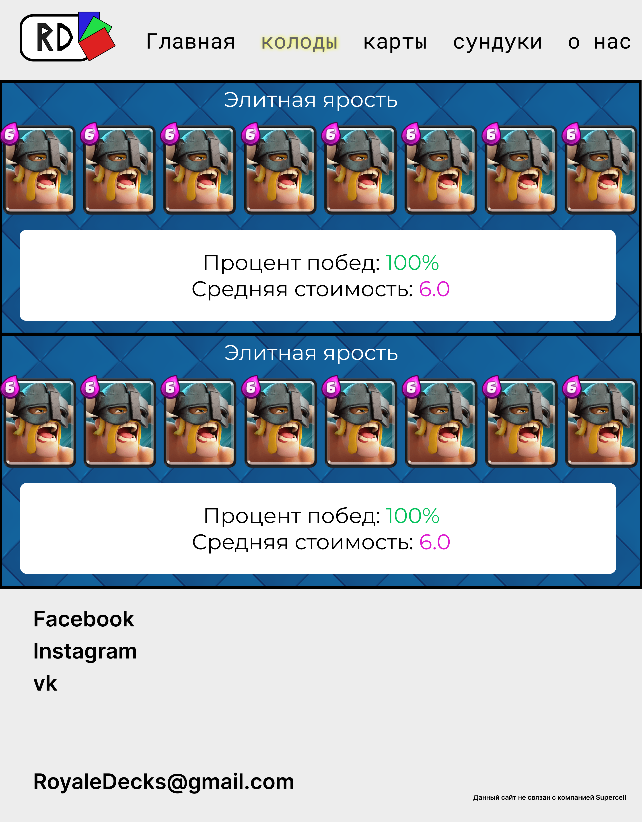 RD
Главная колоды карты сундуки о нас
Элитная ярость
6 6 6 6 6 6 6 6
Процент побед: 100%
Средняя стоимость: 6.0
Элитная ярость
6 6 6 6 6 6 6 6
Процент побед: 100%
Средняя стоимость: 6.0
Facebook
Instagram
vk
RoyaleDecks@gmail.com
Данный сайт не связан с компанией Supercell